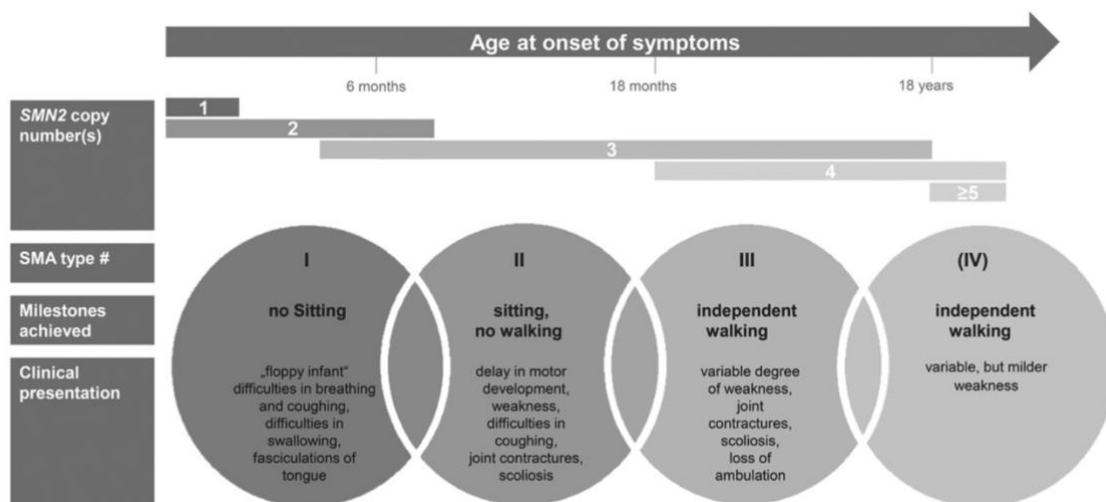 Age at onset of symptoms
6 months
18 months
18 years
SMN2 copy
number(s)
1
2
3
4
≥5
SMA type #
I
II
III
(IV)
Milestones
achieved
no Sitting
sitting,
no walking
independent
walking
independent
walking
Clinical
presentation
„floppy infant“
difficulties in breathing
and coughing,
difficulties in
swallowing,
fasciculations of
tongue
delay in motor
development,
weakness,
difficulties in
coughing,
joint contractures,
scoliosis
variable degree
of weakness,
joint
contractures,
scoliosis,
loss of
ambulation
variable, but milder
weakness